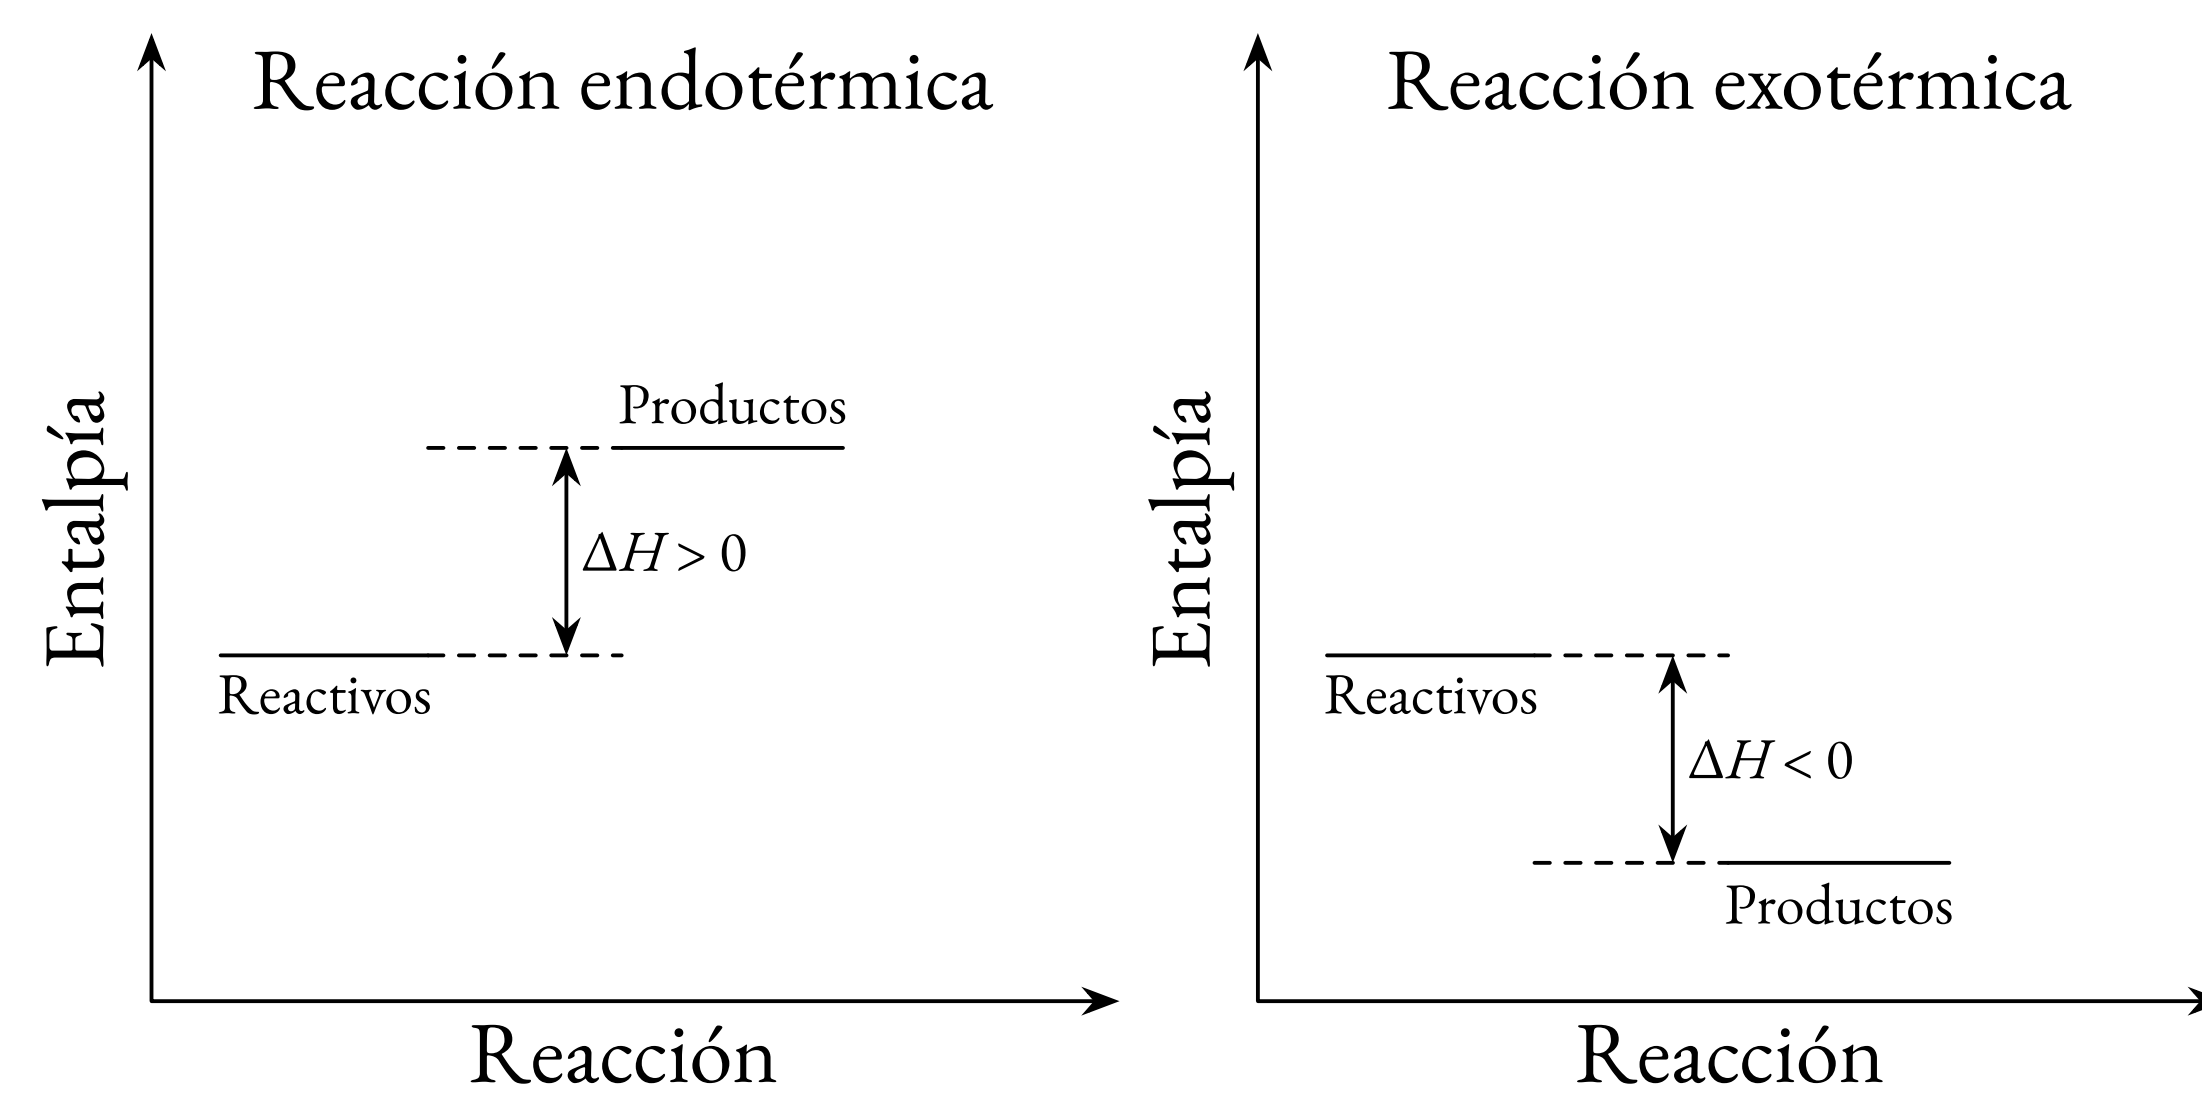 Reacción endotérmica
Entalpía
Productos
ΔH > 0
Reactivos
Reacción
Reacción exotérmica
Entalpía
Reactivos
ΔH < 0
Productos
Reacción